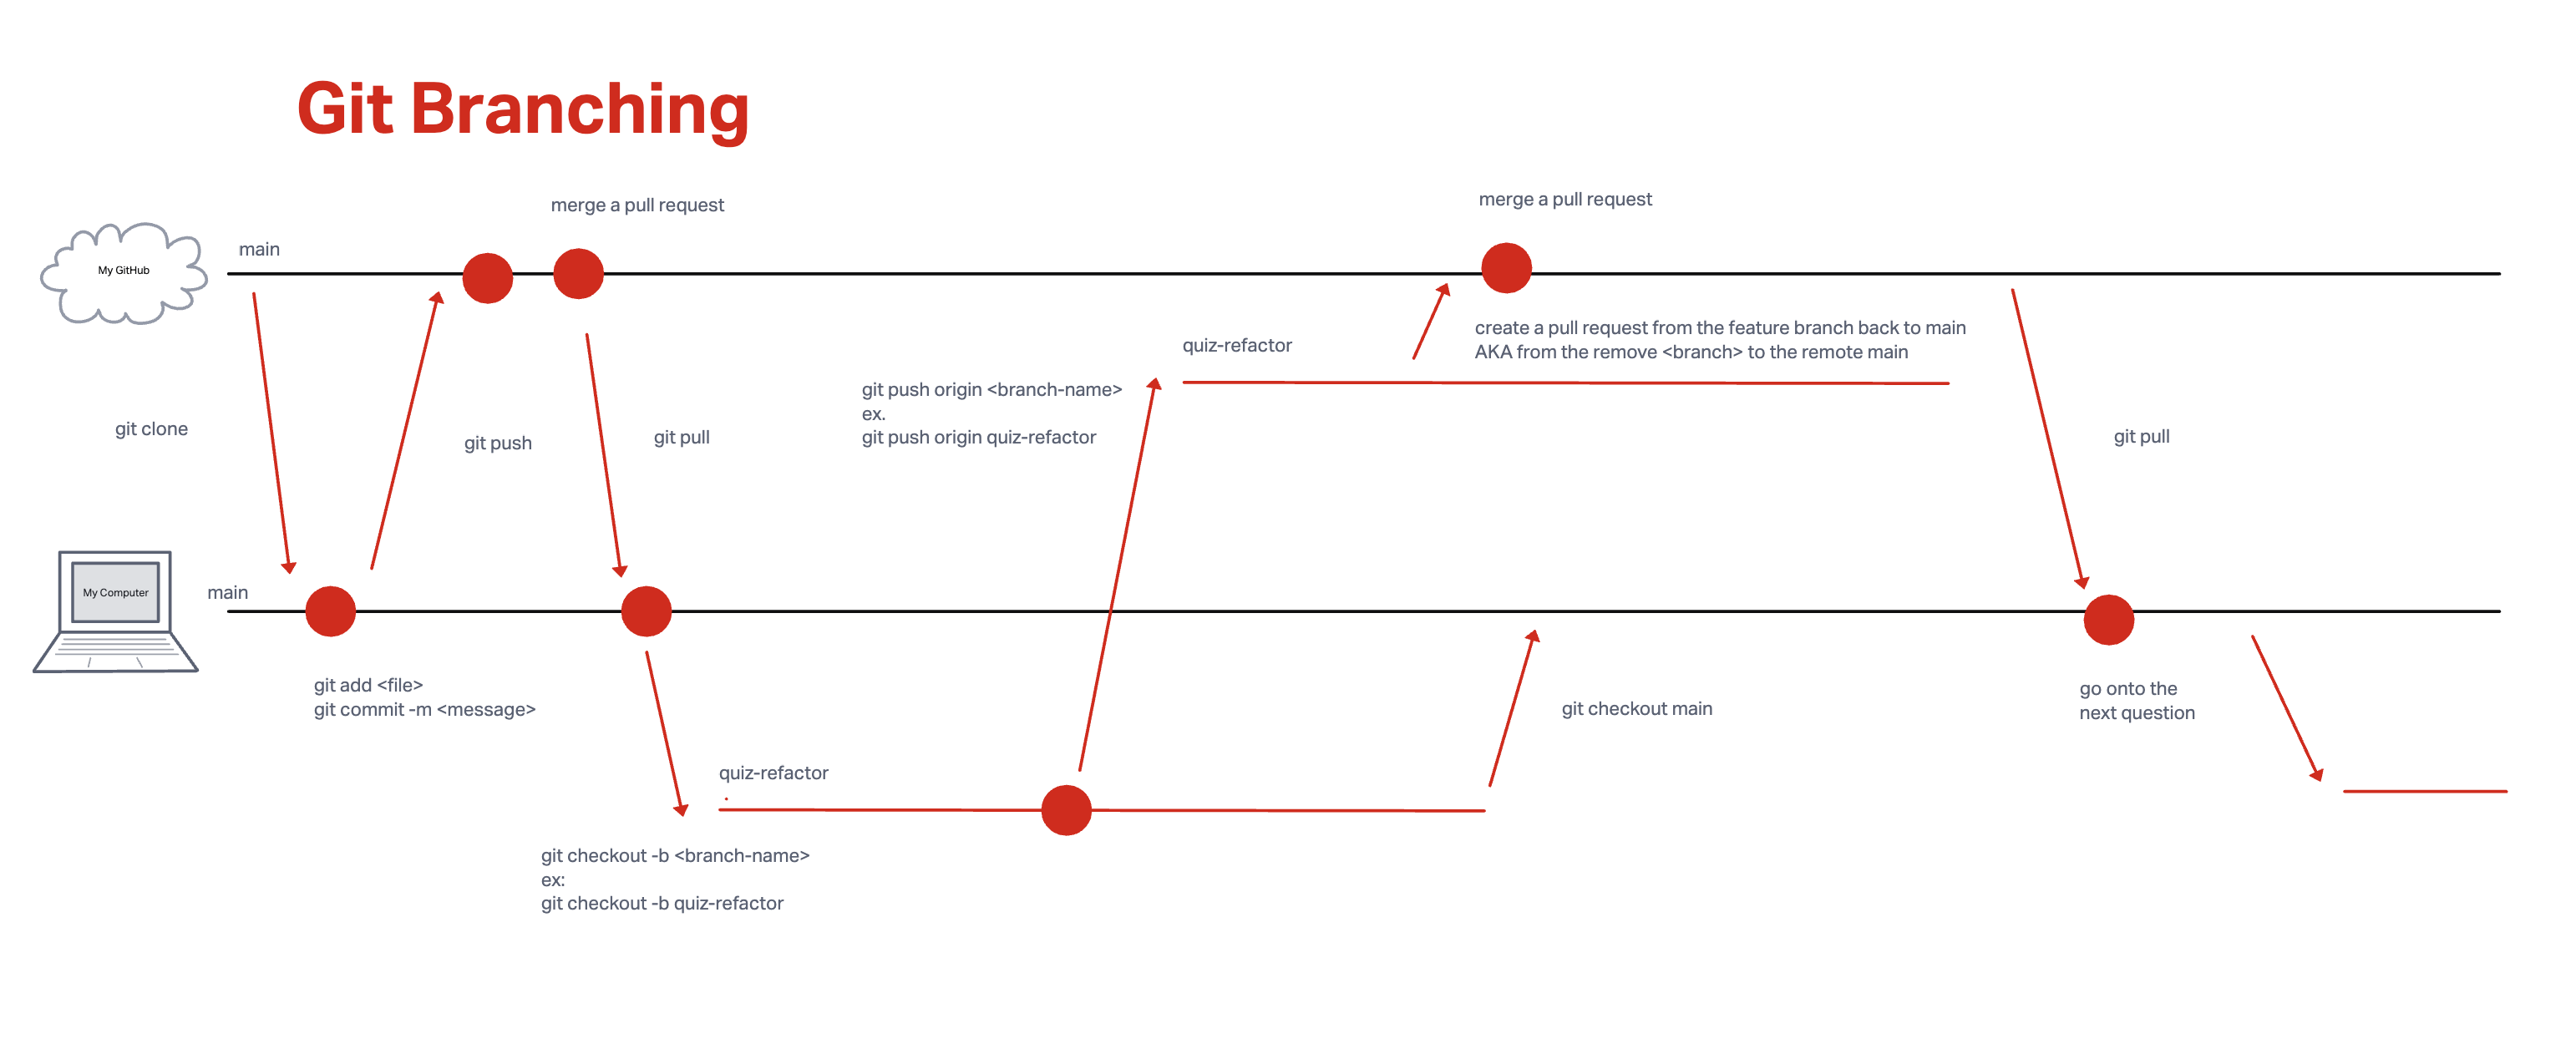 Git Branching
merge a pull request
merge a pull request
main
My GitHub
create a pull request from the feature branch back to main
AKA from the remove <branch> to the remote main
quiz-refactor
git push origin <branch-name>
ex.
git push origin quiz-refactor
git clone
git push
git pull
git pull
main
My Computer
git add <file>
git commit -m <message>
git checkout main
go onto the
next question
quiz-refactor
git checkout -b <branch-name>
ex:
git checkout -b quiz-refactor